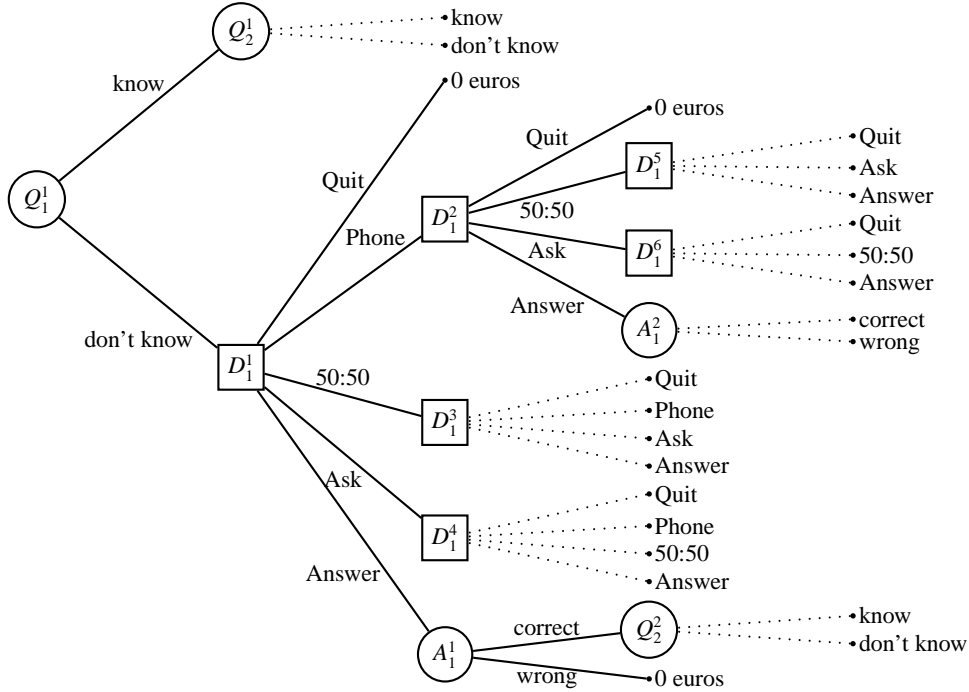 Q_2^1
know
don't know
know
0 euros
0 euros
Quit
Quit
Quit
D_1^5
Ask
Answer
Q_1^1
50:50
D_1^2
Phone
Ask
Quit
D_1^6
50:50
Answer
Answer
A_1^2
correct
wrong
don't know
D_1^1
50:50
Quit
Phone
D_1^3
Ask
Answer
Ask
Quit
Phone
D_1^4
50:50
Answer
Answer
know
correct
Q_2^2
don't know
A_1^1
wrong
0 euros